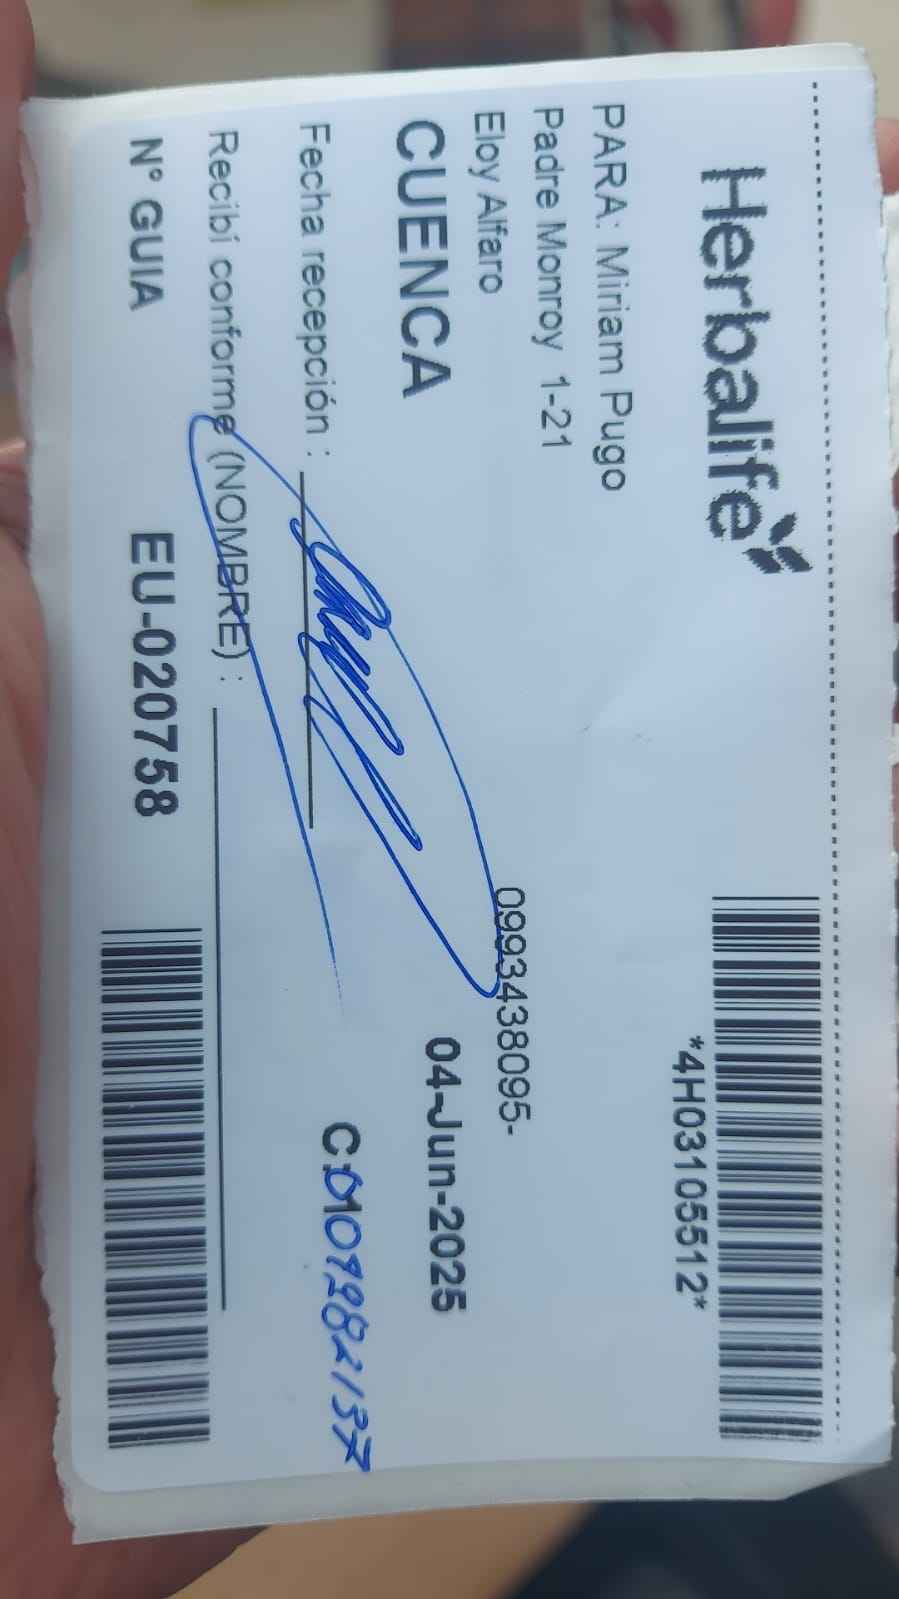 Herbalife
*4H03105512*
PARA: Miriam Pugo
Padre Monroy 1-21
Eloy Alfaro
0993438095-
CUENCA
04-Jun-2025
Fecha recepción :
C
Recibí conforme (NOMBRE) :
N° GUIA EU-020758